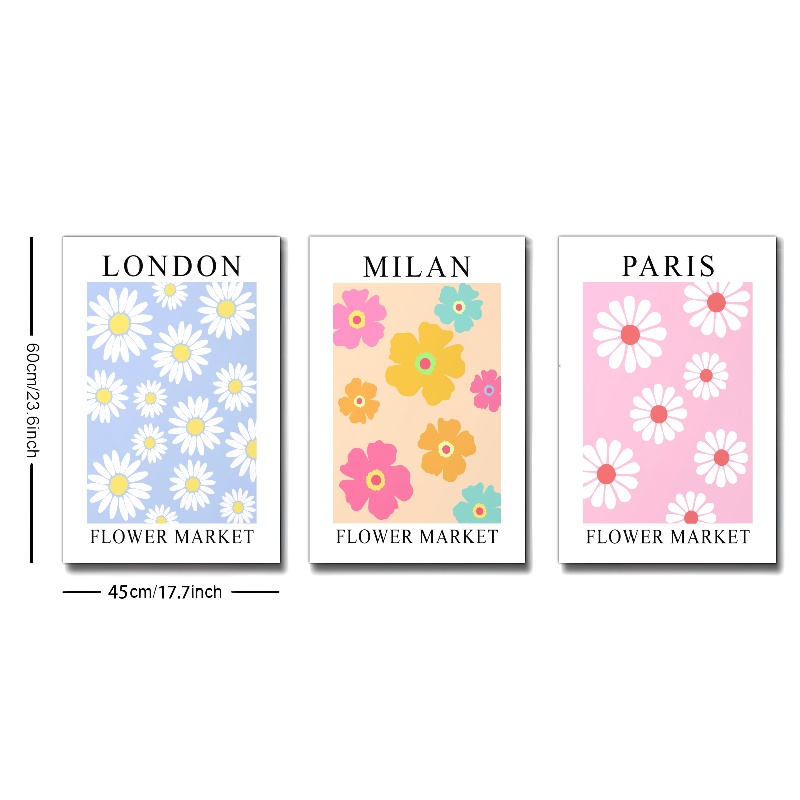 LONDON
FLOWER MARKET
MILAN
FLOWER MARKET
PARIS
FLOWER MARKET
60cm/23.6inch
45cm/17.7inch